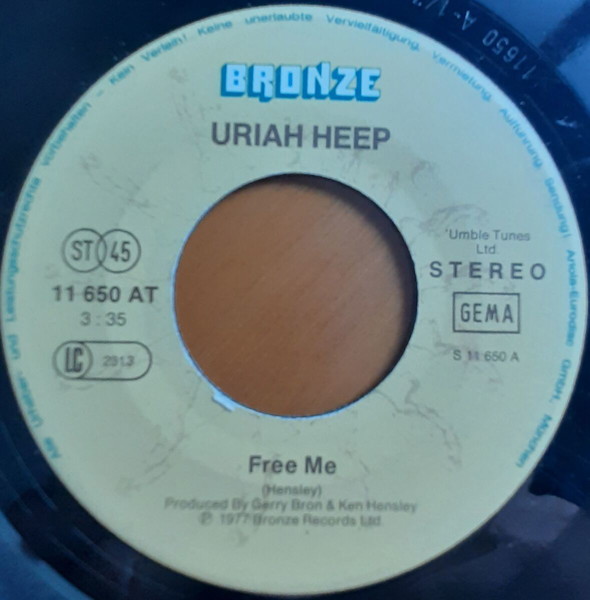 Alle Urheber- und Leistungsschutzrechte vorbehalten - Kein Verleih! Keine unerlaubte Vervielfältigung, Vermietung, Aufführung, Sendung! Ariola-Eurodisc GmbH, München
11650 A-1/
BRONZE
URIAH HEEP
ST 45
11 650 AT
3:35
LC 2313
'Umble Tunes
Ltd.
STEREO
GEMA
S 11 650 A
Free Me
(Hensley)
Produced By Gerry Bron & Ken Hensley
℗ 1977 Bronze Records Ltd.